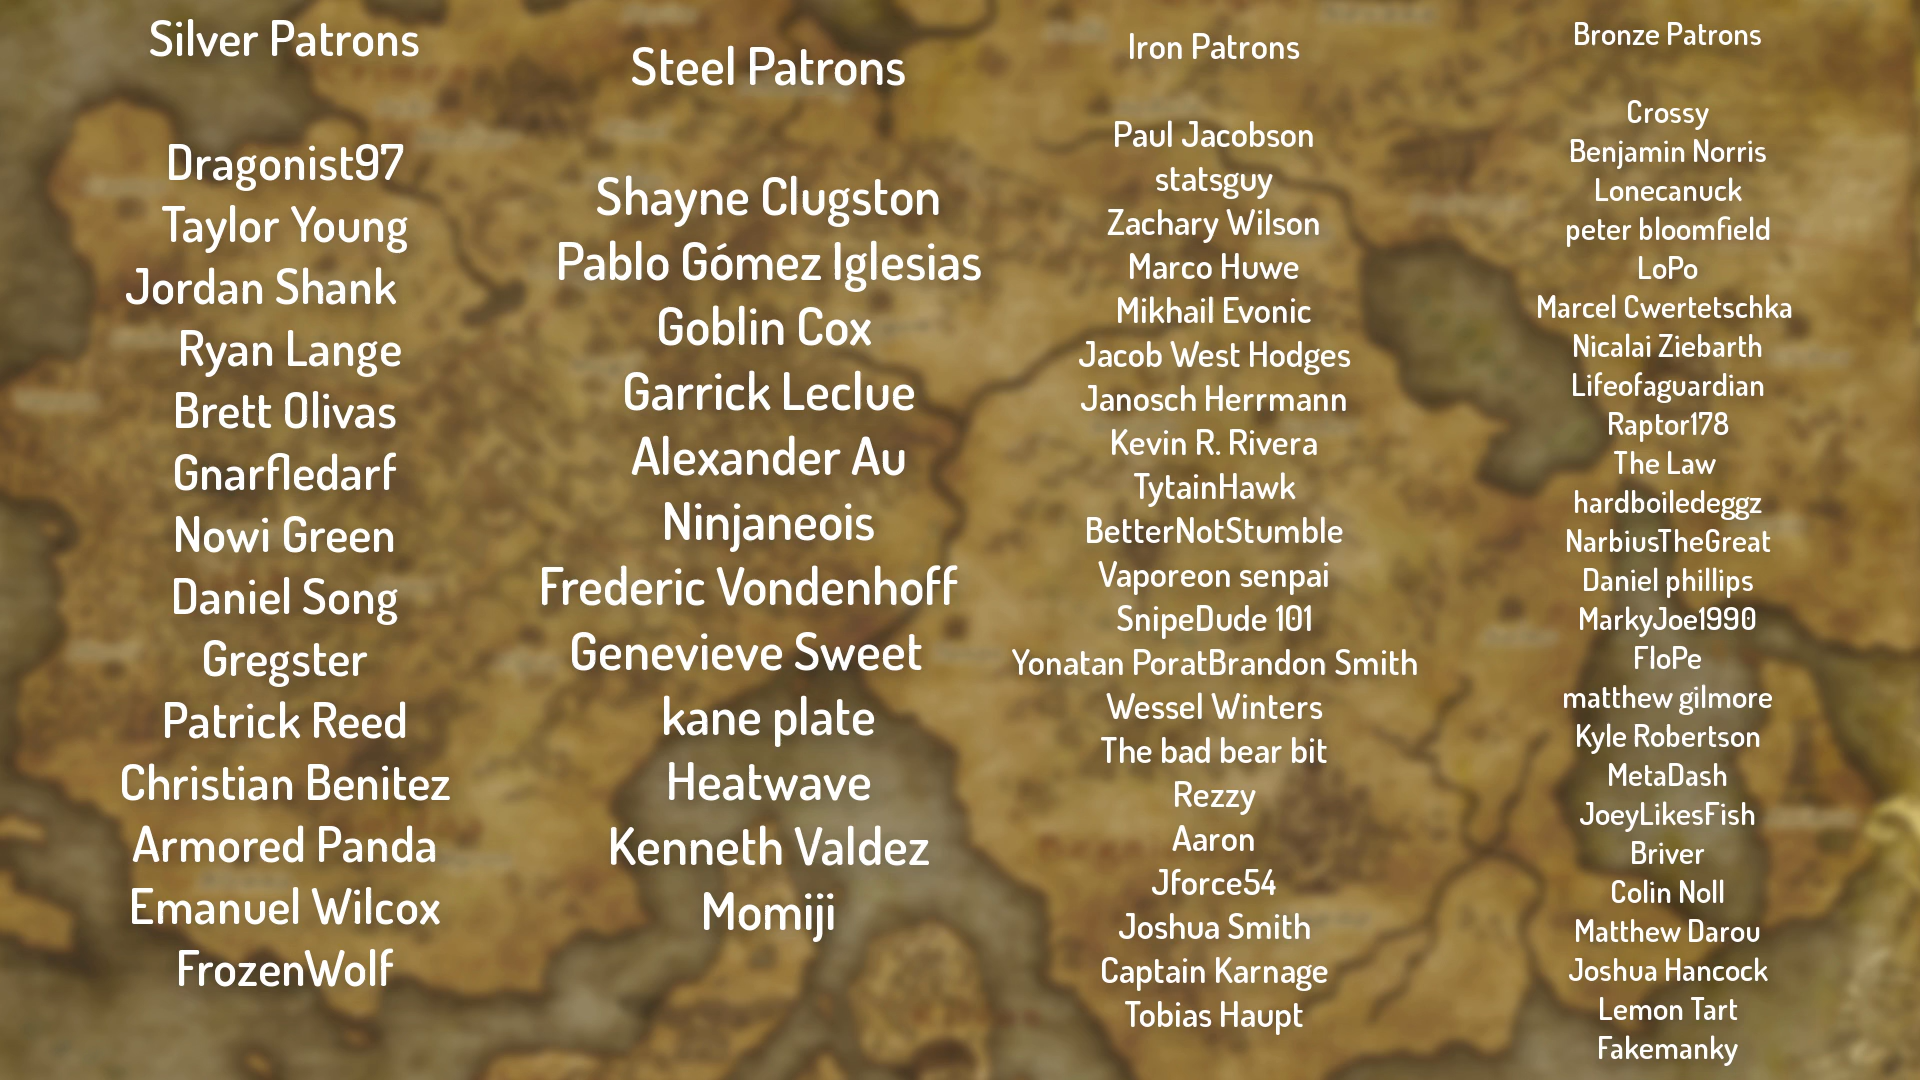 Silver Patrons
Dragonist97
Taylor Young
Jordan Shank
Ryan Lange
Brett Olivas
Gnarfledarf
Nowi Green
Daniel Song
Gregster
Patrick Reed
Christian Benitez
Armored Panda
Emanuel Wilcox
FrozenWolf
Steel Patrons
Shayne Clugston
Pablo Gómez Iglesias
Goblin Cox
Garrick Leclue
Alexander Au
Ninjaneois
Frederic Vondenhoff
Genevieve Sweet
kane plate
Heatwave
Kenneth Valdez
Momiji
Iron Patrons
Paul Jacobson
statsguy
Zachary Wilson
Marco Huwe
Mikhail Evonic
Jacob West Hodges
Janosch Herrmann
Kevin R. Rivera
TytainHawk
BetterNotStumble
Vaporeon senpai
SnipeDude 101
Yonatan PoratBrandon Smith
Wessel Winters
The bad bear bit
Rezzy
Aaron
Jforce54
Joshua Smith
Captain Karnage
Tobias Haupt
Bronze Patrons
Crossy
Benjamin Norris
Lonecanuck
peter bloomfield
LoPo
Marcel Cwertetschka
Nicalai Ziebarth
Lifeofaguardian
Raptor178
The Law
hardboiledeggz
NarbiusTheGreat
Daniel phillips
MarkyJoe1990
FloPe
matthew gilmore
Kyle Robertson
MetaDash
JoeyLikesFish
Briver
Colin Noll
Matthew Darou
Joshua Hancock
Lemon Tart
Fakemanky